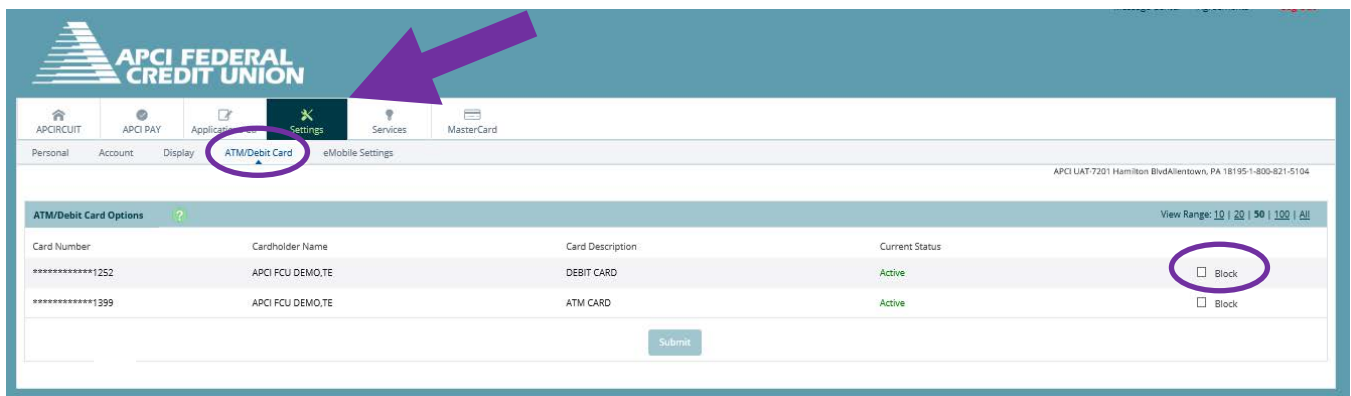 APCI FEDERAL
CREDIT UNION
APCIRCUIT APCI PAY Settings Services MasterCard
Personal Account Display ATM/Debit Card eMobile Settings
APCI UAT-7201 Hamilton BlvdAllentown, PA 18195-1-800-821-5104
ATM/Debit Card Options ? View Range: 10 | 20 | 50 | 100 | All
Card Number Cardholder Name Card Description Current Status
************1252 APCI FCU DEMO,TE DEBIT CARD Active Block
************1399 APCI FCU DEMO,TE ATM CARD Active Block
Submit